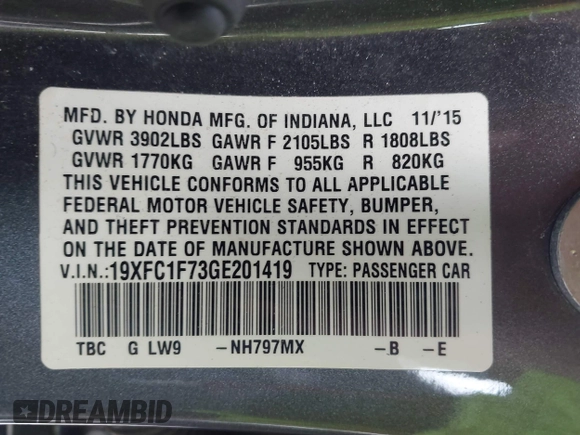 MFD. BY HONDA MFG. OF INDIANA, LLC 11/'15
GVWR 3902LBS GAWR F 2105LBS R 1808LBS
GVWR 1770KG GAWR F 955KG R 820KG
THIS VEHICLE CONFORMS TO ALL APPLICABLE
FEDERAL MOTOR VEHICLE SAFETY, BUMPER,
AND THEFT PREVENTION STANDARDS IN EFFECT
ON THE DATE OF MANUFACTURE SHOWN ABOVE.
V.I.N.:19XFC1F73GE201419 TYPE: PASSENGER CAR
TBC G LW9 -NH797MX -B -E
DREAMBID